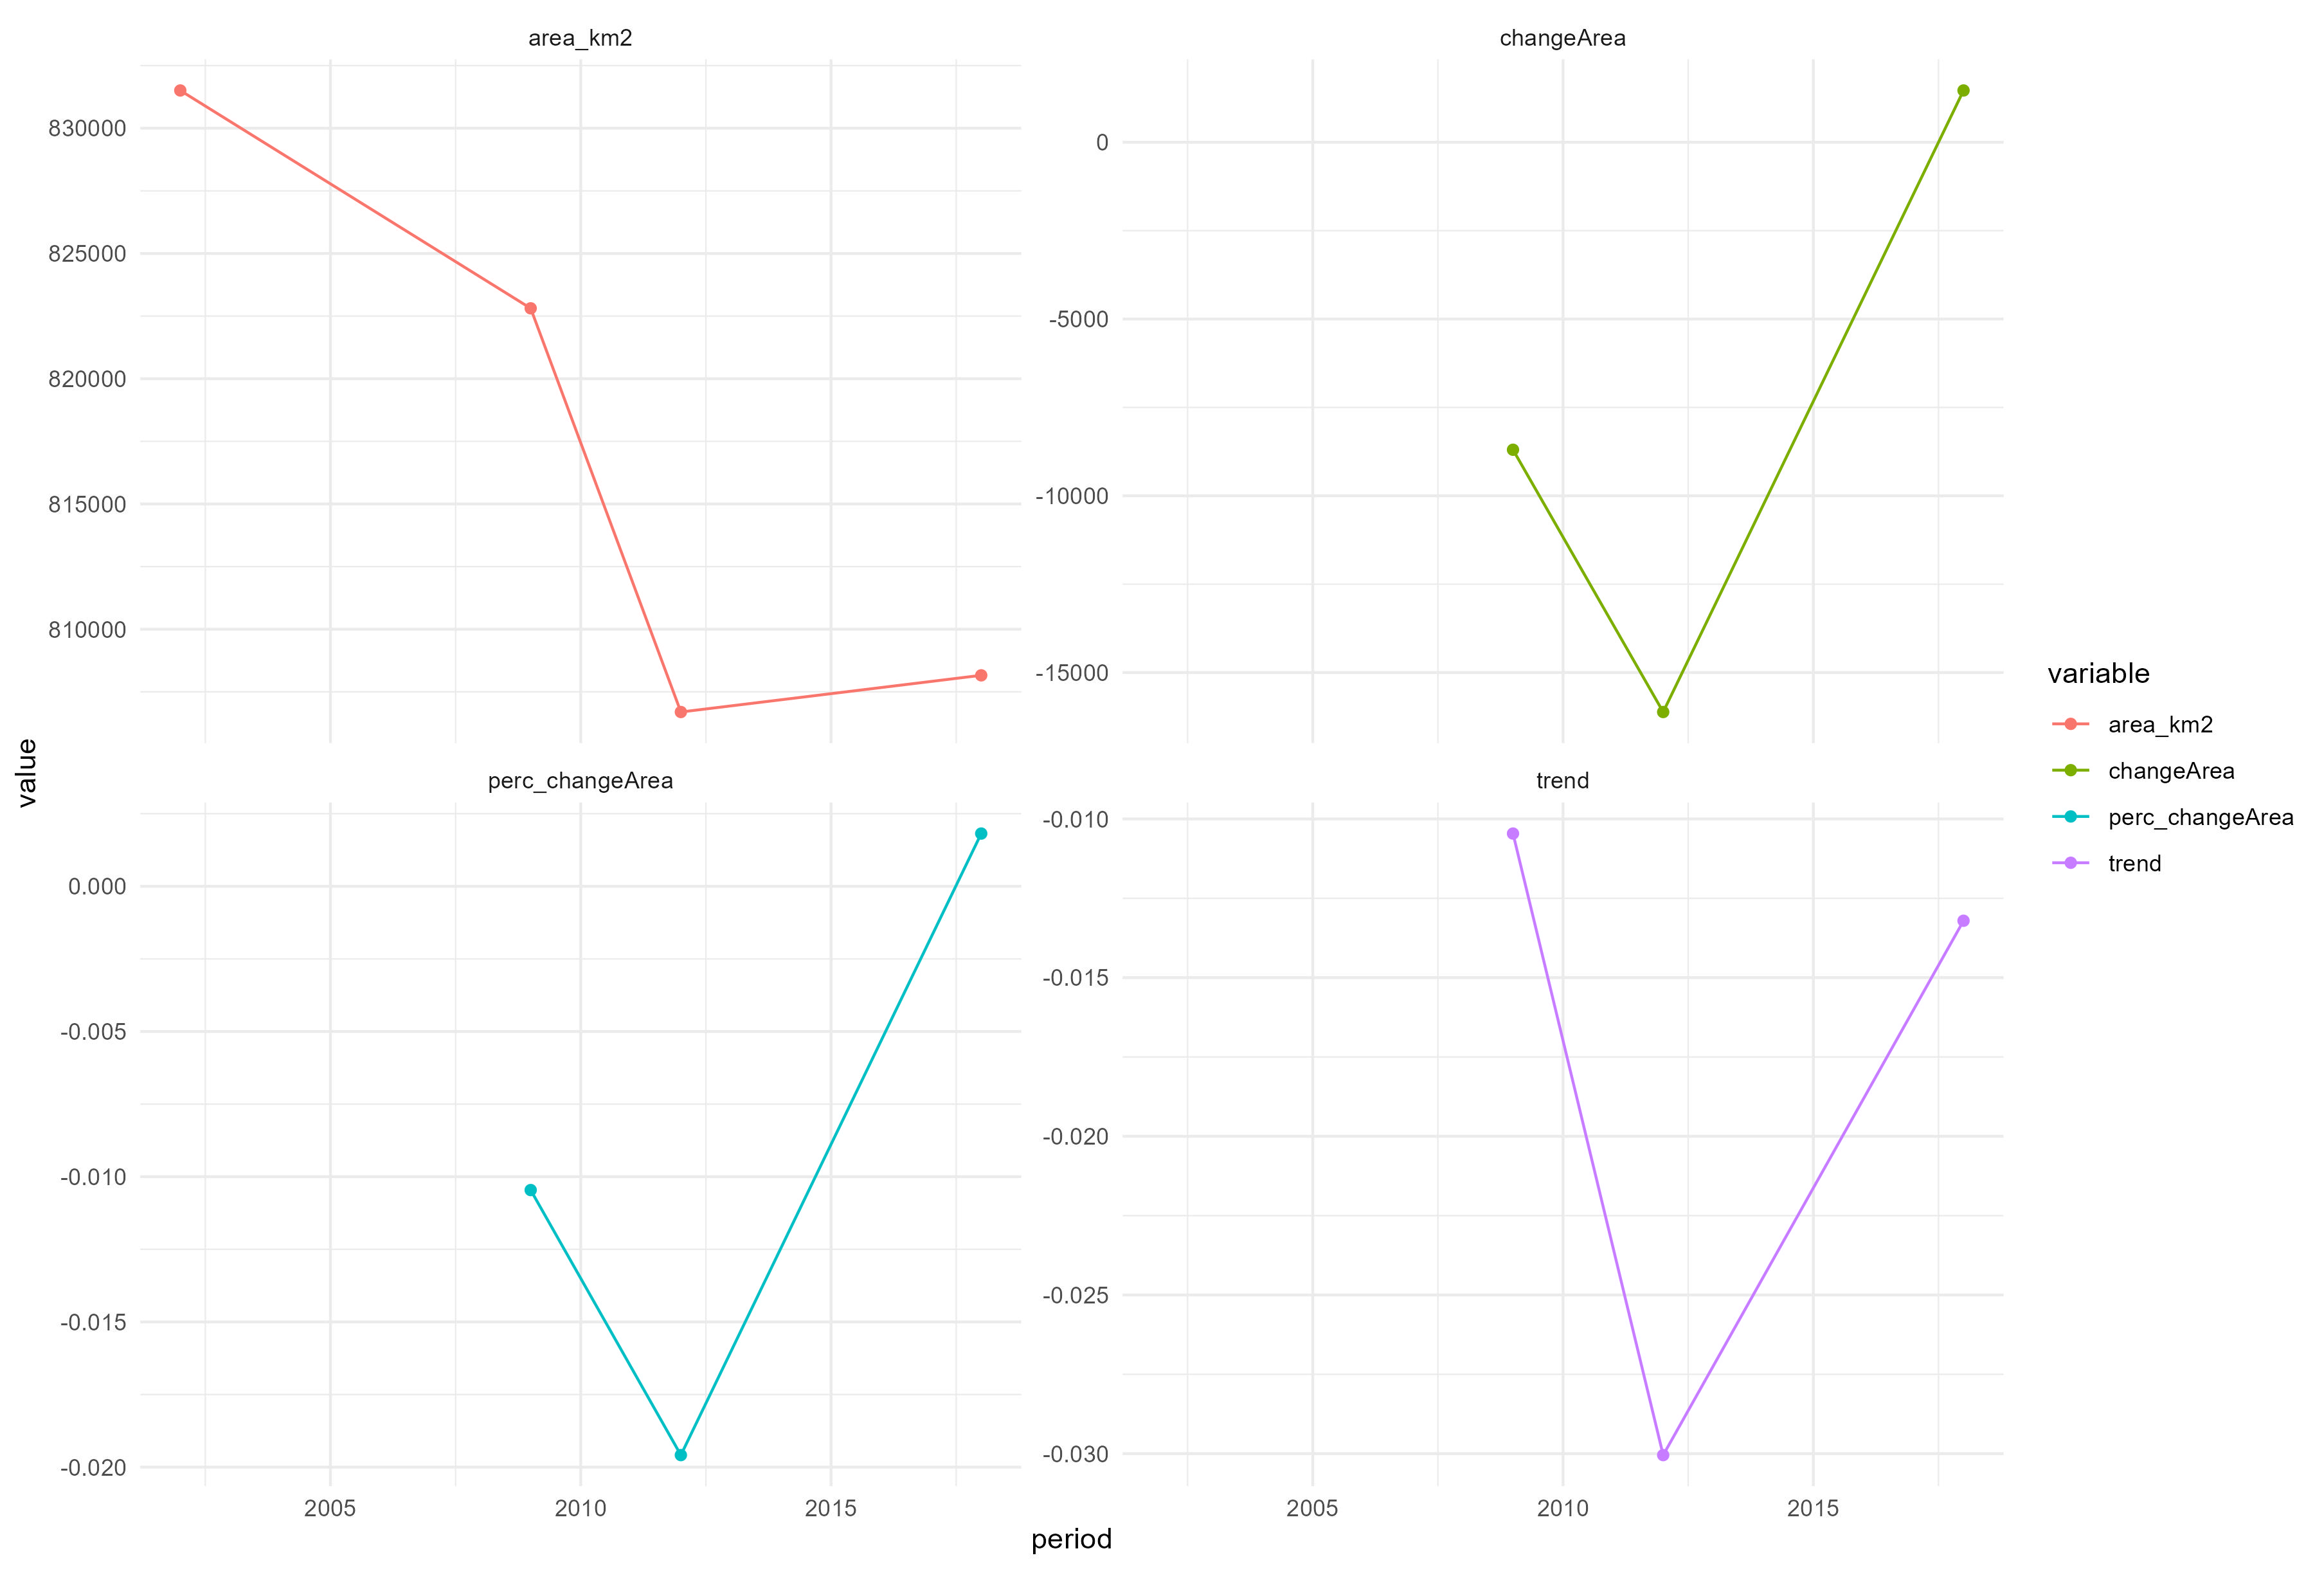 area_km2
changeArea
830000
825000
820000
815000
810000
0
-5000
-10000
-15000
value
perc_changeArea
trend
0.000
-0.005
-0.010
-0.015
-0.020
-0.010
-0.015
-0.020
-0.025
-0.030
2005 2010 2015
2005 2010 2015
period
variable
area_km2
changeArea
perc_changeArea
trend